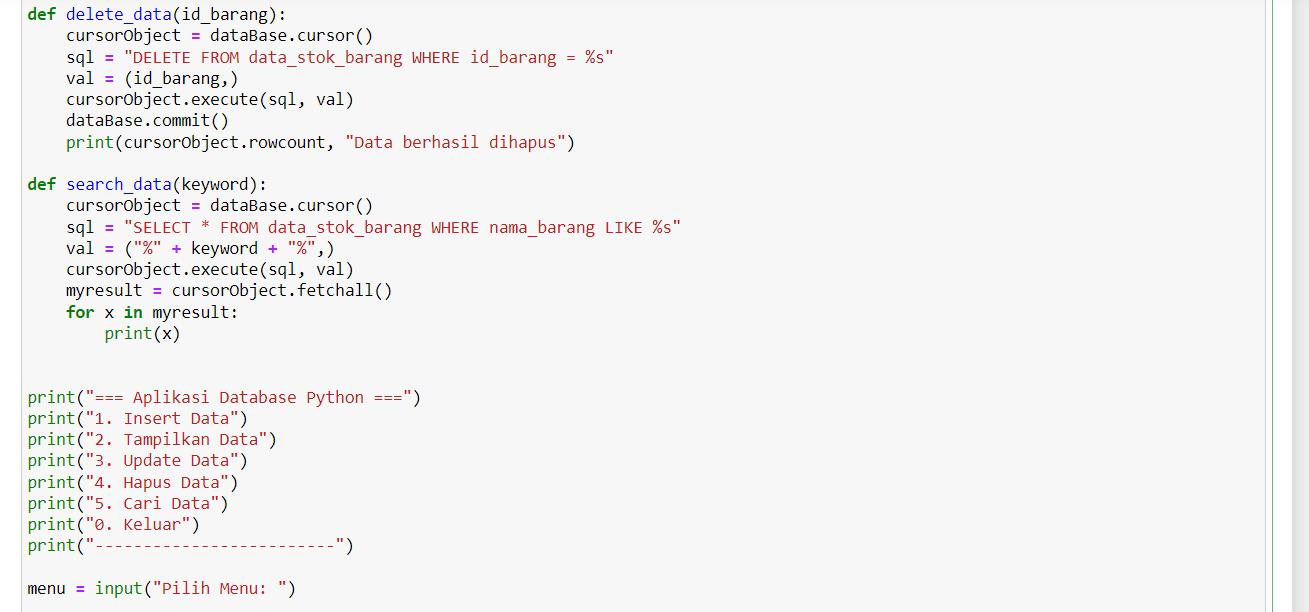 def delete_data(id_barang):
    cursorObject = dataBase.cursor()
    sql = "DELETE FROM data_stok_barang WHERE id_barang = %s"
    val = (id_barang,)
    cursorObject.execute(sql, val)
    dataBase.commit()
    print(cursorObject.rowcount, "Data berhasil dihapus")

def search_data(keyword):
    cursorObject = dataBase.cursor()
    sql = "SELECT * FROM data_stok_barang WHERE nama_barang LIKE %s"
    val = ("%" + keyword + "%",)
    cursorObject.execute(sql, val)
    myresult = cursorObject.fetchall()
    for x in myresult:
        print(x)


print("=== Aplikasi Database Python ===")
print("1. Insert Data")
print("2. Tampilkan Data")
print("3. Update Data")
print("4. Hapus Data")
print("5. Cari Data")
print("0. Keluar")
print("-------------------------")

menu = input("Pilih Menu: ")